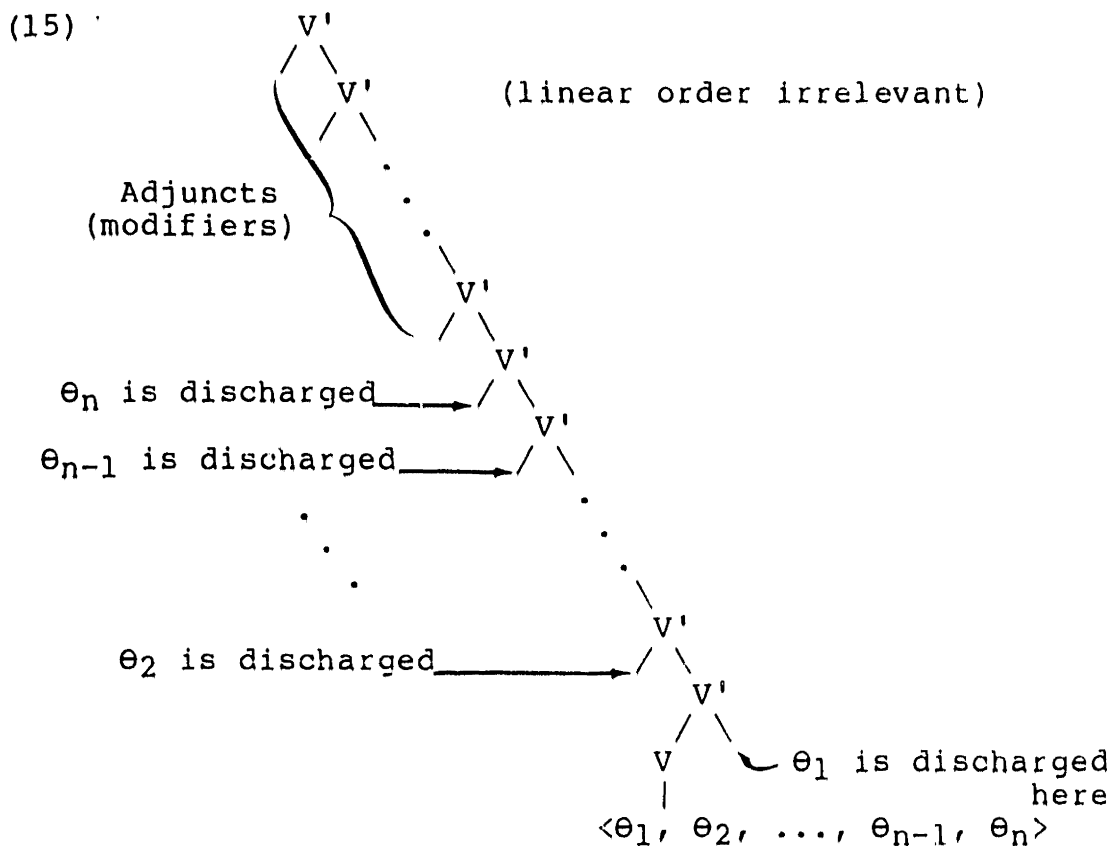 (15) V'
V' (linear order irrelevant)
Adjuncts
(modifiers)
V'
V'
θn is discharged
V'
θn-1 is discharged
V'
θ2 is discharged
V'
V θ1 is discharged
here
<θ1, θ2, ..., θn-1, θn>